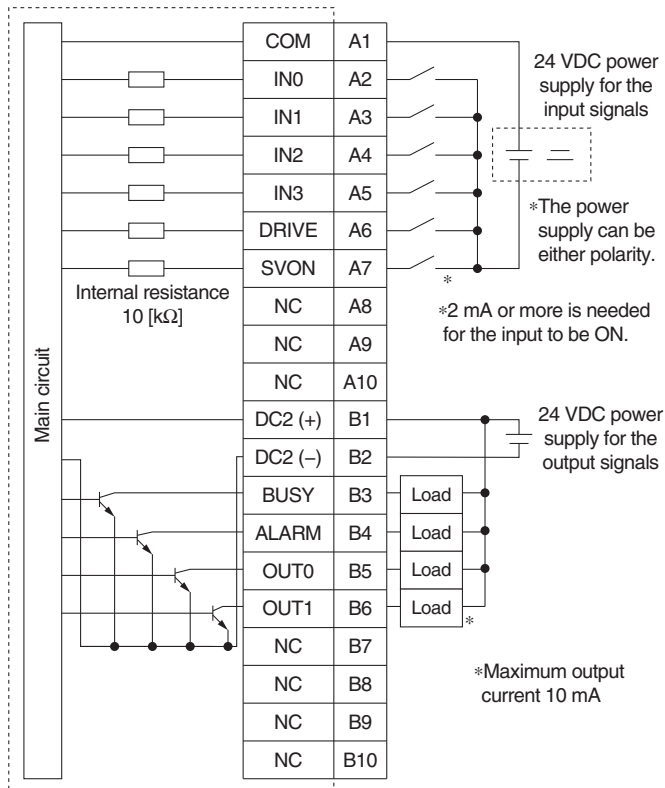 COM A1
IN0 A2
IN1 A3
IN2 A4
IN3 A5
DRIVE A6
SVON A7
NC A8
NC A9
NC A10
DC2 (+) B1
DC2 (−) B2
BUSY B3 Load
ALARM B4 Load
OUT0 B5 Load
OUT1 B6 Load *
NC B7
NC B8
NC B9
NC B10
Main circuit
Internal resistance
10 [kΩ]
24 VDC power
supply for the
input signals
*The power
supply can be
either polarity.
*
*2 mA or more is needed
for the input to be ON.
24 VDC power
supply for the
output signals
*Maximum output
current 10 mA